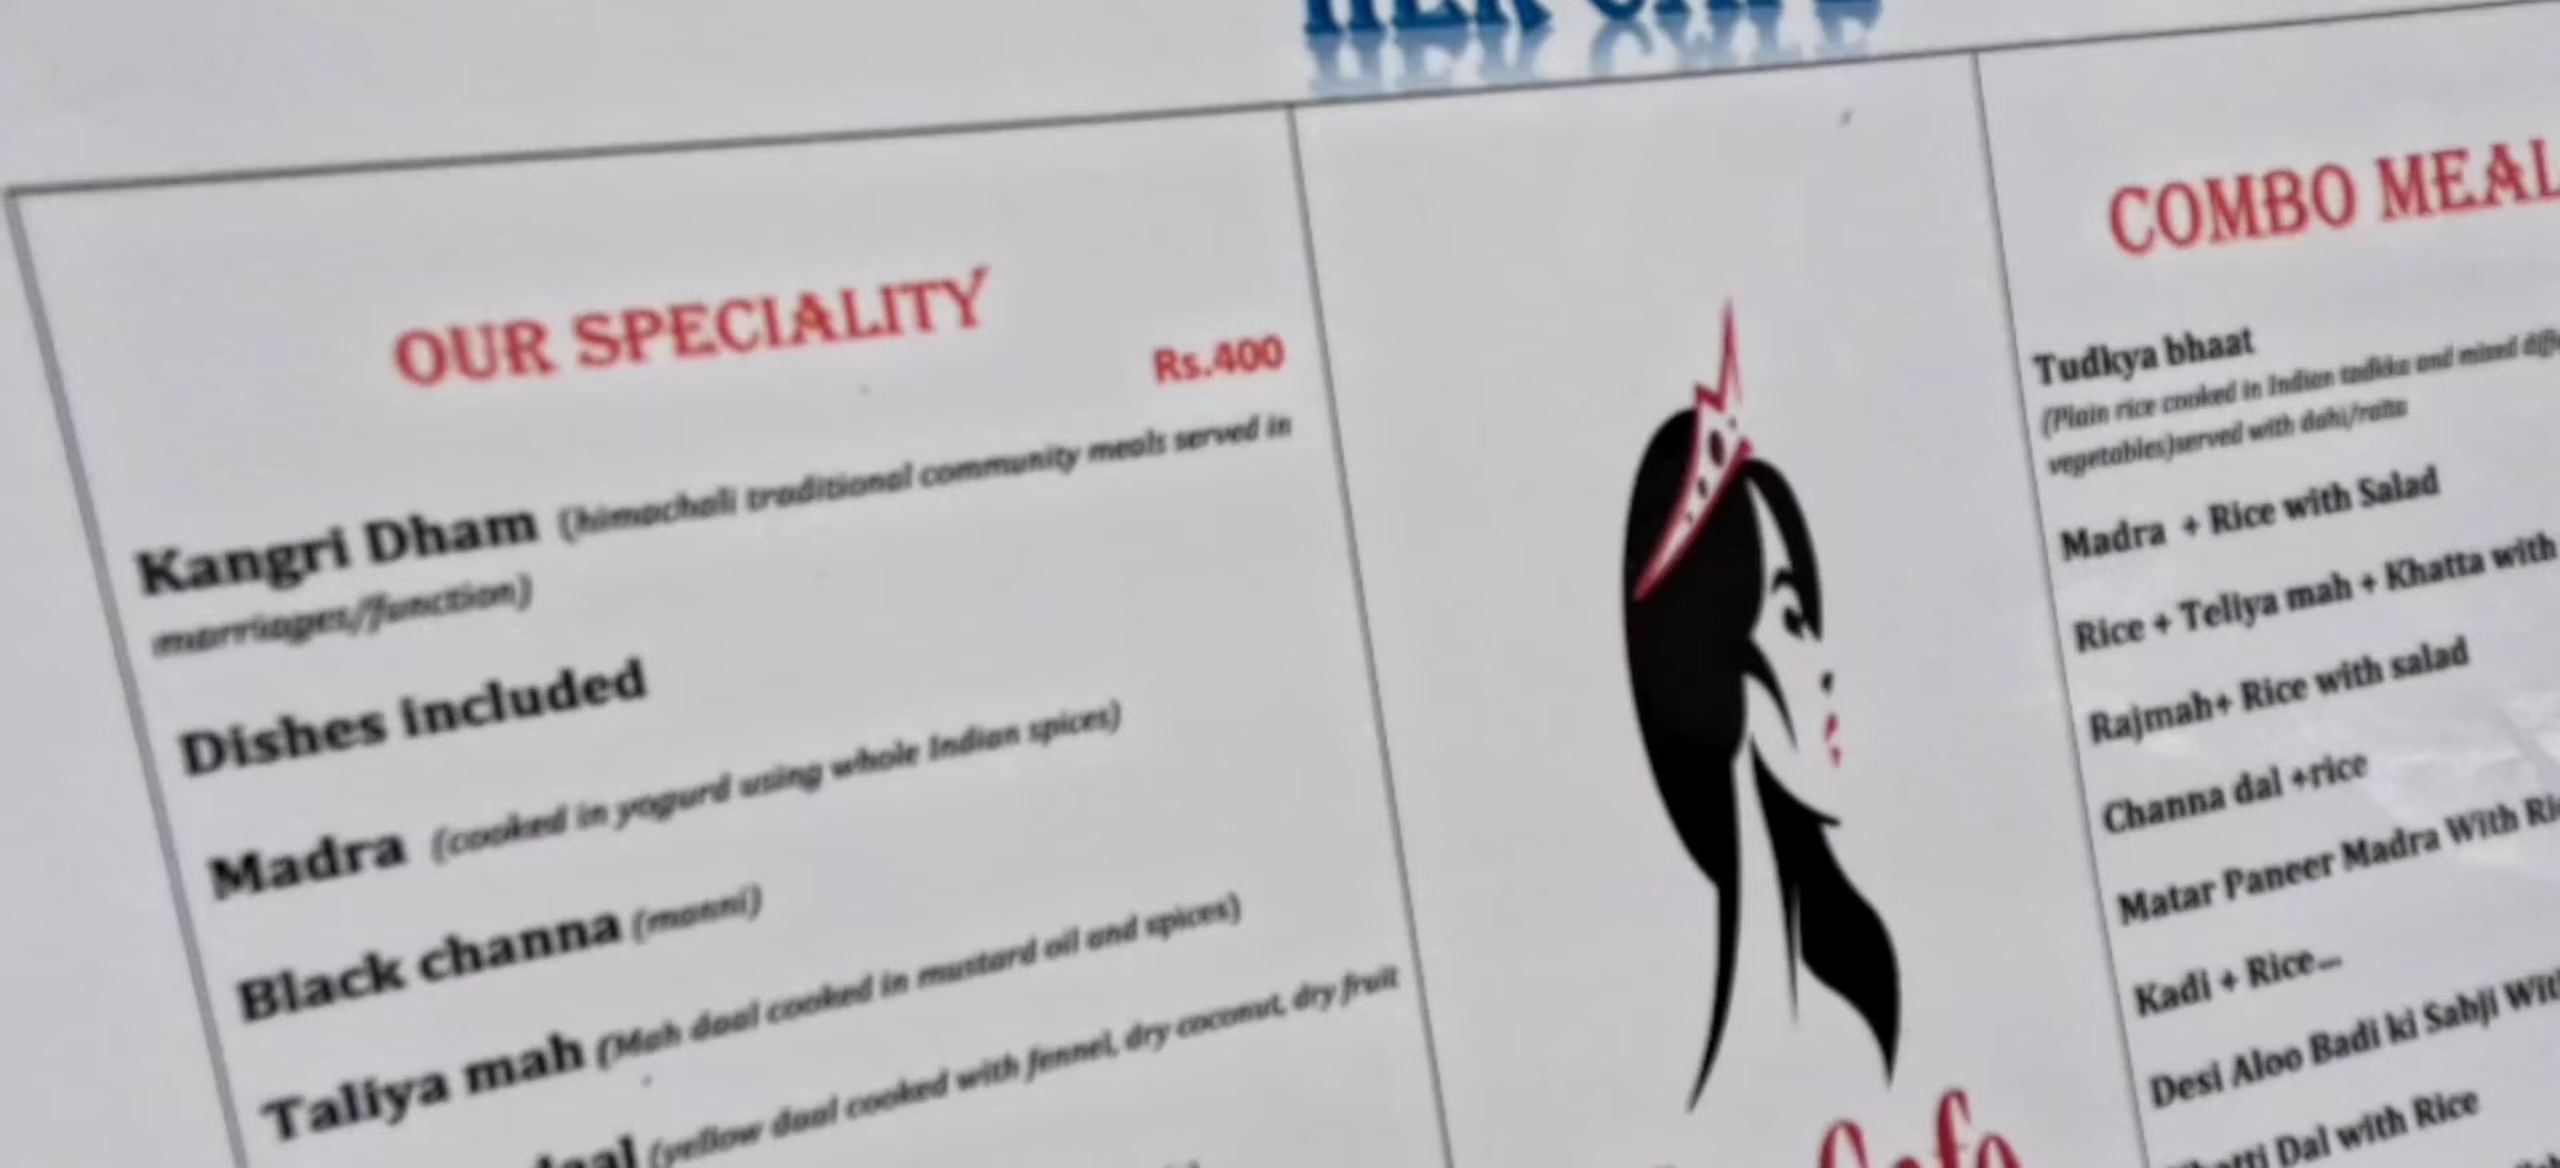 HER CAFE
OUR SPECIALITY
Rs.400
Kangri Dham (himachali traditional community meals served in
marriages/function)
Dishes included
Madra (cooked in yogurd using whole Indian spices)
Black channa (manni)
Taliya mah (Mah daal cooked in mustard oil and spices)
(yellow daal cooked with fennel, dry coconut, dry fruit
Cafe
COMBO MEAL
Tudkya bhaat
(Plain rice cooked in Indian tadkka and mixed
vegetables)served with dahi/raita
Madra + Rice with Salad
Rice + Teliya mah + Khatta with
Rajmah+ Rice with salad
Channa dal +rice
Matar Paneer Madra With
Kadi + Rice...
Desi Aloo Badi ki Sabji
Dal with Rice